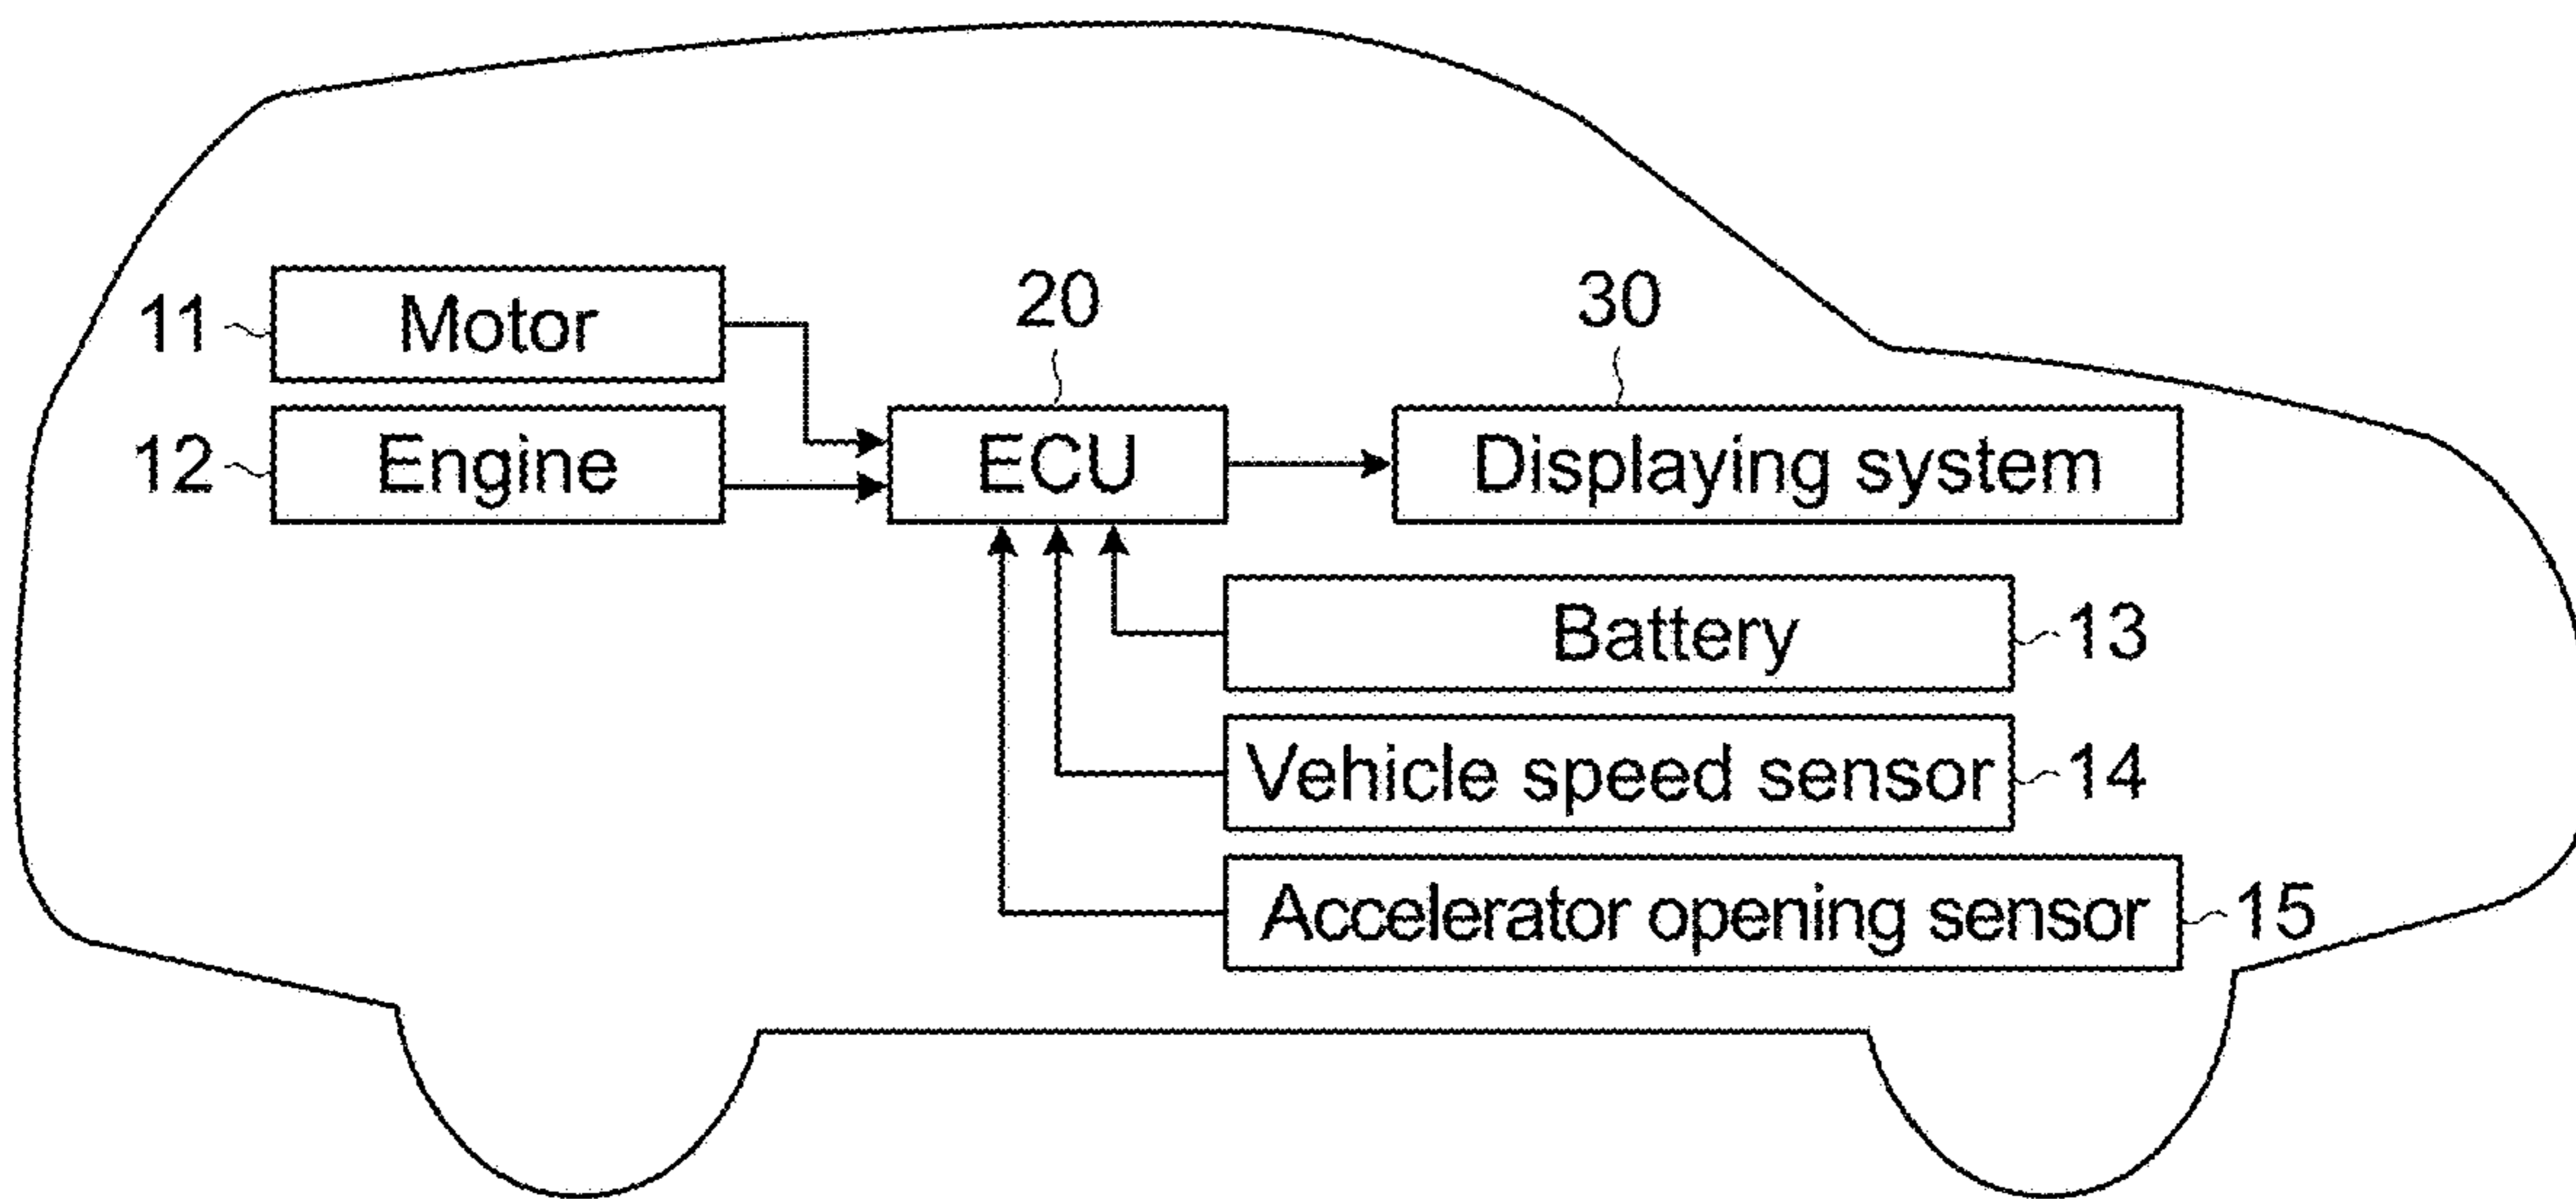 20
30
11 Motor
12 Engine
ECU
Displaying system
Battery 13
Vehicle speed sensor 14
Accelerator opening sensor 15